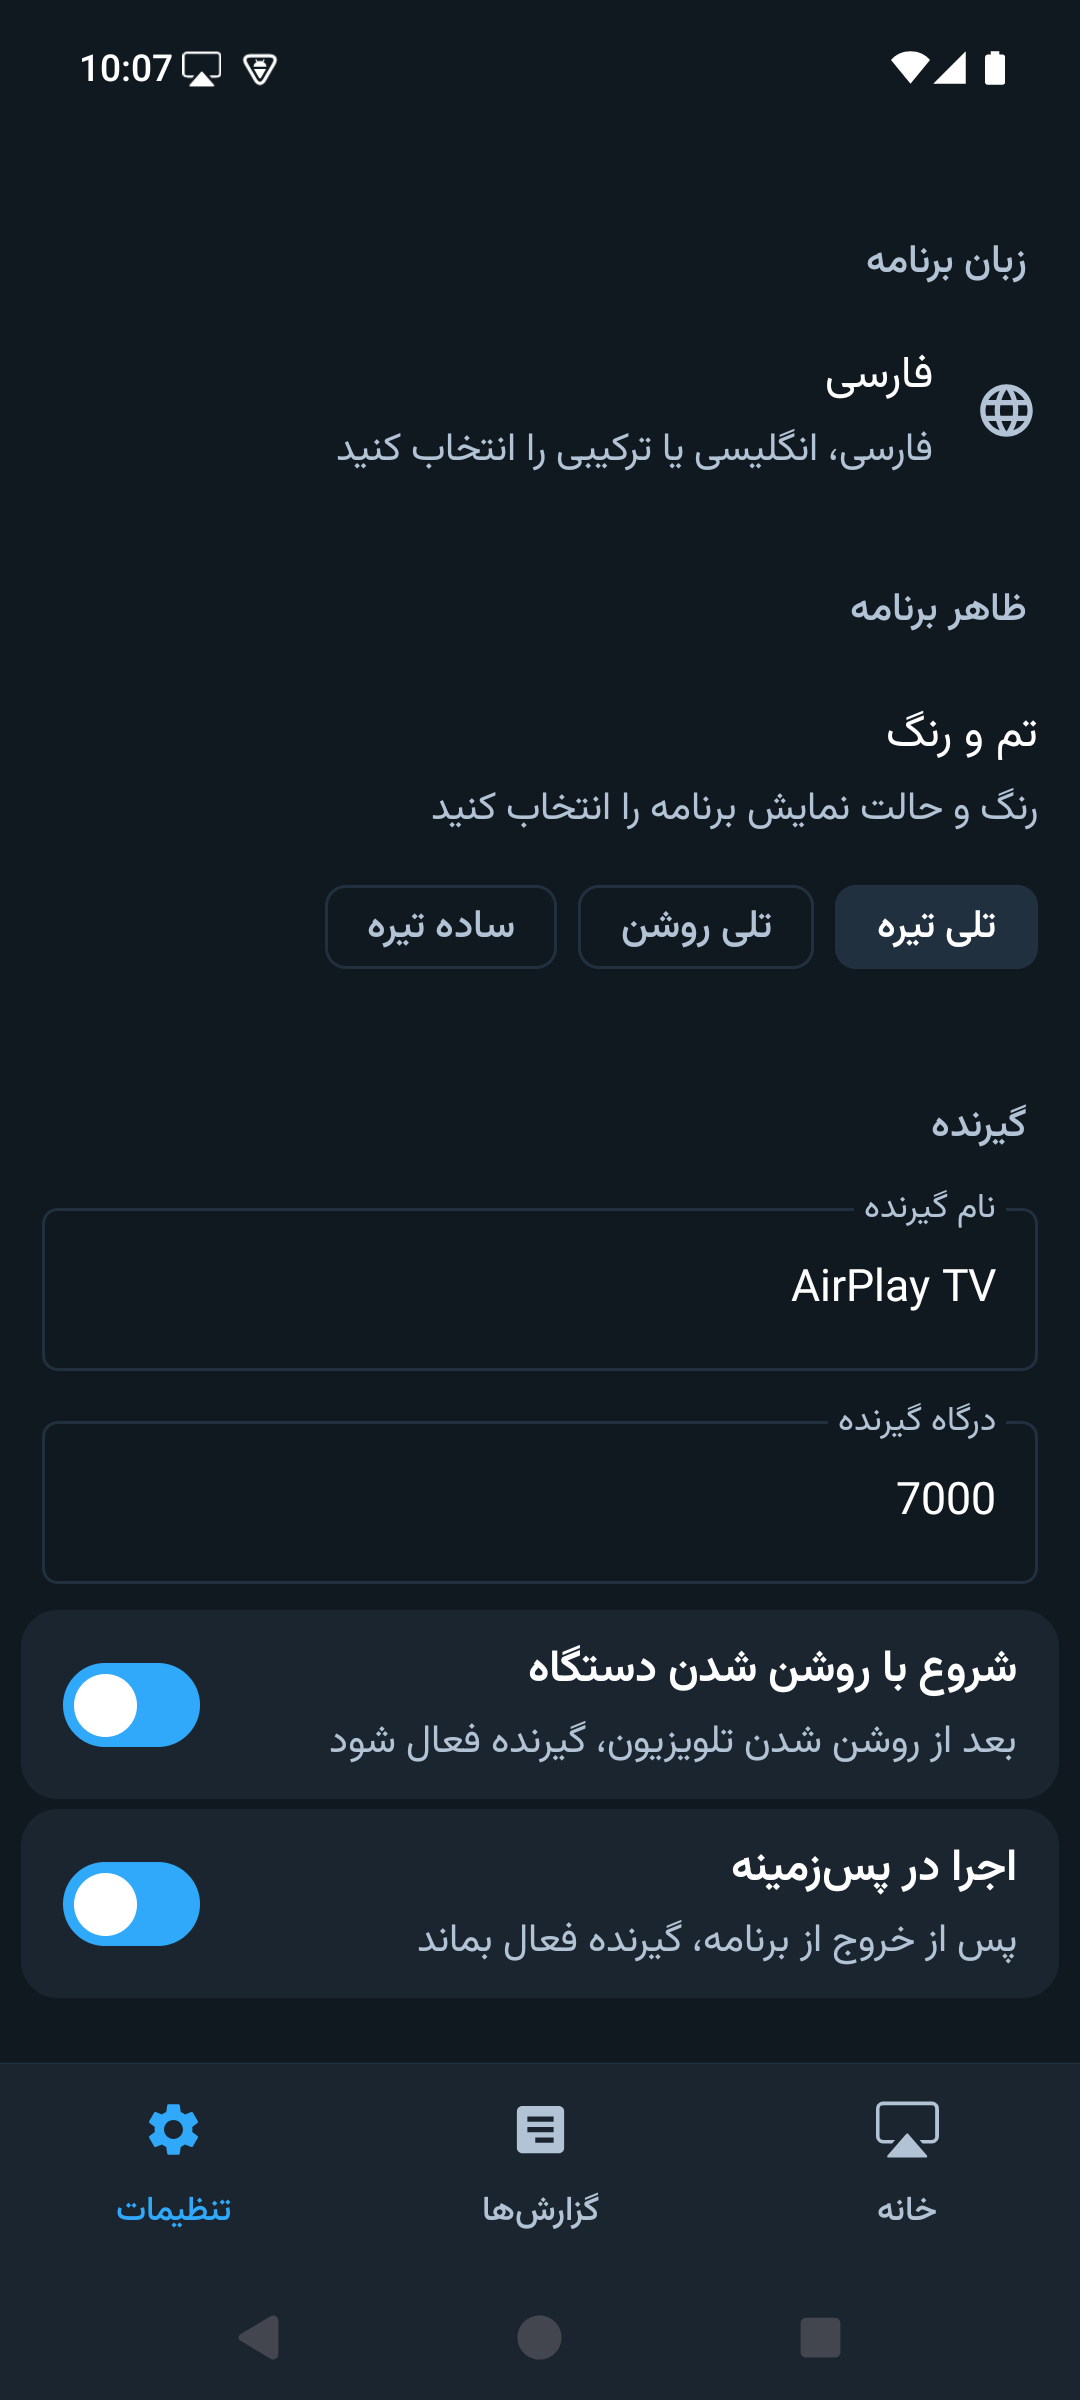 10:07
زبان برنامه
فارسی
فارسی، انگلیسی یا ترکیبی را انتخاب کنید
ظاهر برنامه
تم و رنگ
رنگ و حالت نمایش برنامه را انتخاب کنید
تلی تیره
تلی روشن
ساده تیره
گیرنده
نام گیرنده
AirPlay TV
درگاه گیرنده
7000
شروع با روشن شدن دستگاه
بعد از روشن شدن تلویزیون، گیرنده فعال شود
اجرا در پس‌زمینه
پس از خروج از برنامه، گیرنده فعال بماند
خانه
گزارش‌ها
تنظیمات